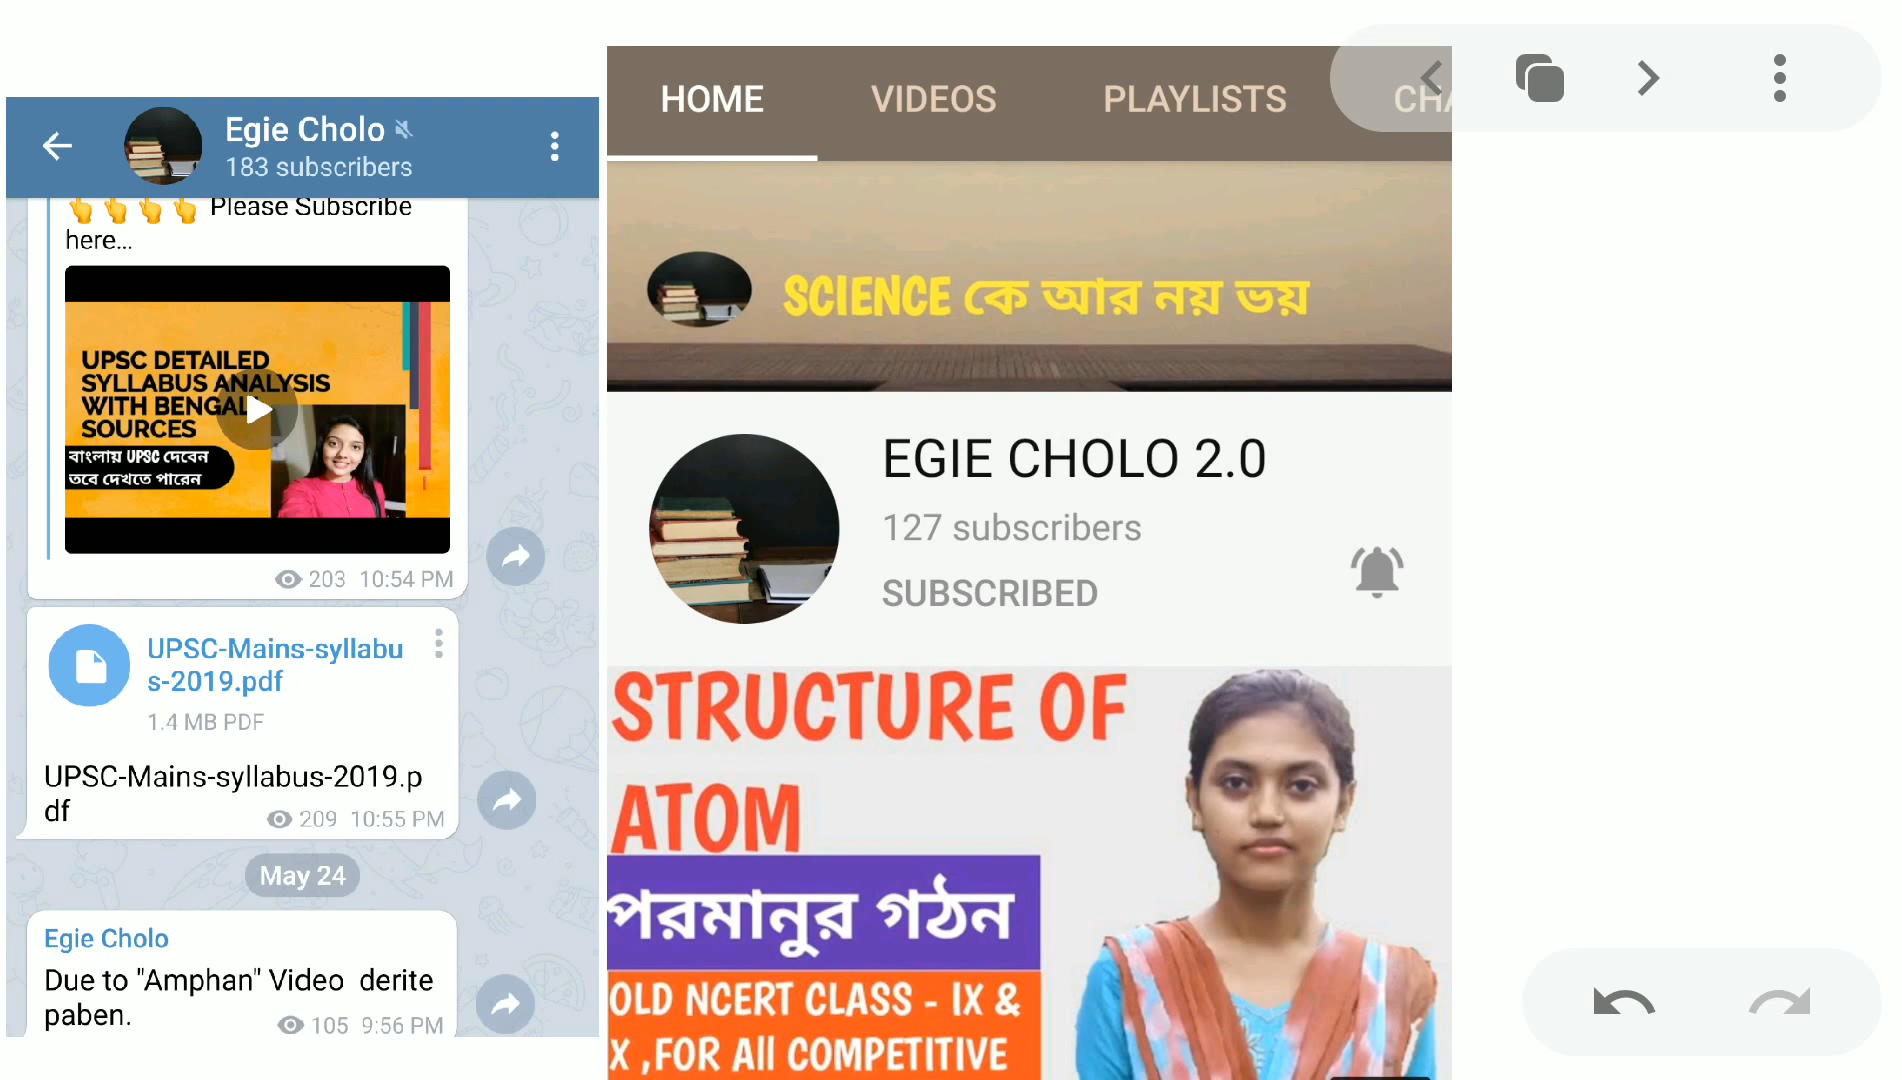 Egie Cholo
183 subscribers
Please Subscribe
here...
UPSC DETAILED
SYLLABUS ANALYSIS
WITH BENGALI
SOURCES
বাংলায় UPSC দেবেন
তবে দেখতে পারেন
203 10:54 PM
UPSC-Mains-syllabu
s-2019.pdf
1.4 MB PDF
UPSC-Mains-syllabus-2019.p
df
209 10:55 PM
May 24
Egie Cholo
Due to "Amphan" Video derite
paben.
105 9:56 PM
HOME VIDEOS PLAYLISTS
SCIENCE কে আর নয় ভয়
EGIE CHOLO 2.0
127 subscribers
SUBSCRIBED
STRUCTURE OF
ATOM
পরমানুর গঠন
OLD NCERT CLASS - IX &
X ,FOR All COMPETITIVE